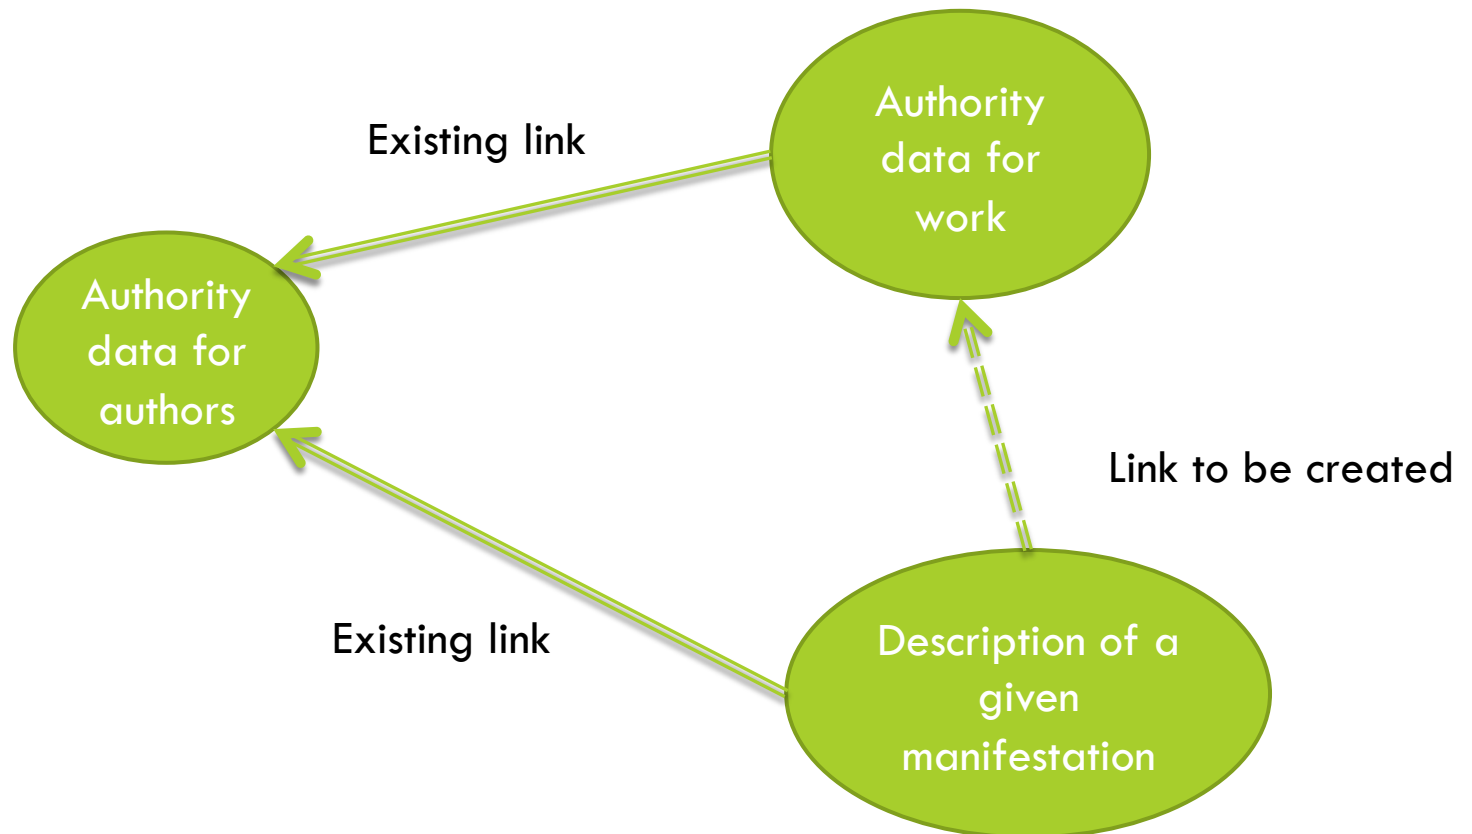 Authority
data for
work
Existing link
Authority
data for
authors
Link to be created
Existing link
Description of a
given
manifestation